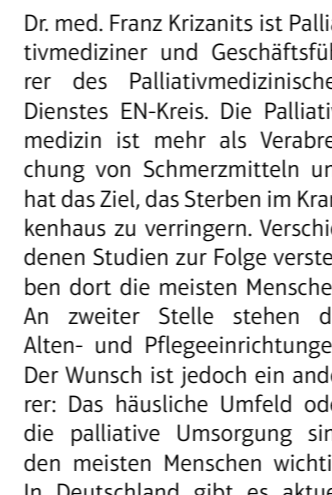 Dr. med. Franz Krizanits ist Pallia
tivmediziner und Geschäftsfüh
rer des Palliativmedizinische
Dienstes EN-Kreis. Die Palliativ
medizin ist mehr als Verabre
chung von Schmerzmitteln un
hat das Ziel, das Sterben im Kran
kenhaus zu verringern. Verschie
denen Studien zur Folge verste
ben dort die meisten Mensche
An zweiter Stelle stehen d
Alten- und Pflegeeinrichtunge
Der Wunsch ist jedoch ein ande
rer: Das häusliche Umfeld ode
die palliative Umsorgung sin
den meisten Menschen wichti
In Deutschland gibt es aktue